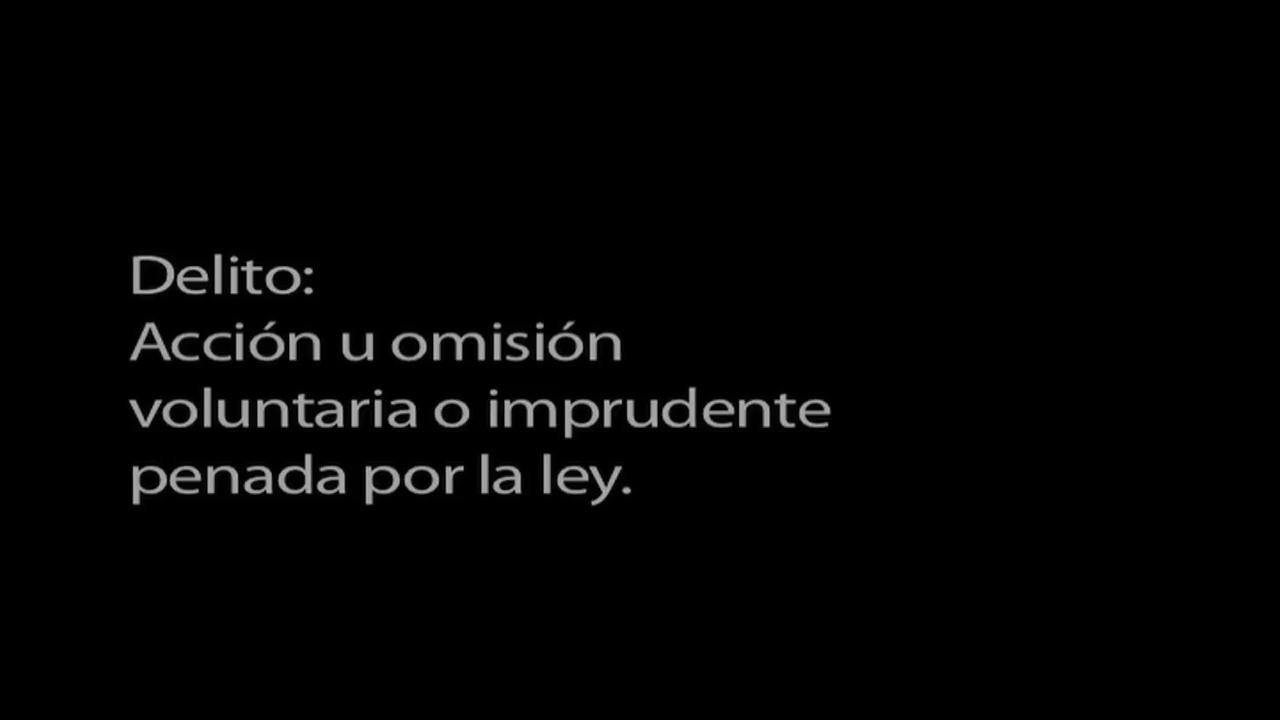 Delito:
Acción u omisión
voluntaria o imprudente
penada por la ley.